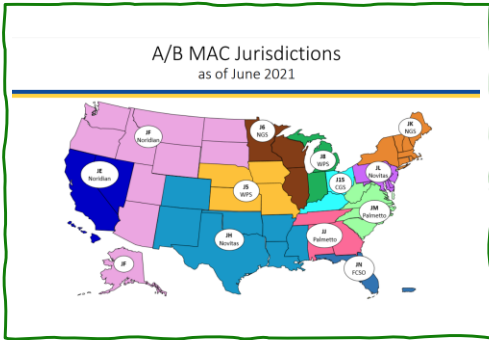 A/B MAC Jurisdictions
as of June 2021
J6
NGS
JK
NGS
JF
Noridian
J8
WPS
JE
Noridian
J15
CGS
JL
Novitas
J5
WPS
JM
Palmetto
JH
Novitas
JJ
Palmetto
JF
JN
FCSO